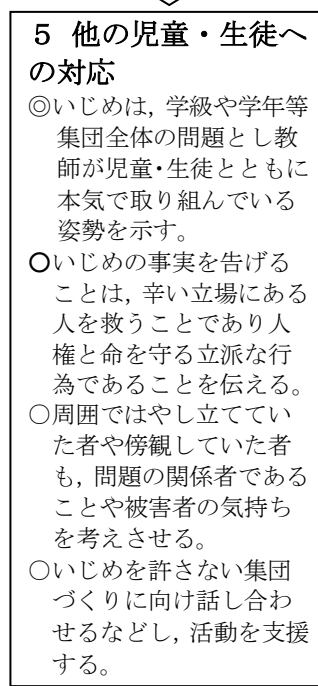 ５ 他の児童・生徒へ
の対応
◎いじめは，学級や学年等
集団全体の問題とし教
師が児童・生徒とともに
本気で取り組んでいる
姿勢を示す。
○いじめの事実を告げる
ことは，辛い立場にある
人を救うことであり人
権と命を守る立派な行
為であることを伝える。
○周囲ではやし立ててい
た者や傍観していた者
も，問題の関係者である
ことや被害者の気持ち
を考えさせる。
○いじめを許さない集団
づくりに向け話し合わ
せるなどし，活動を支援
する。